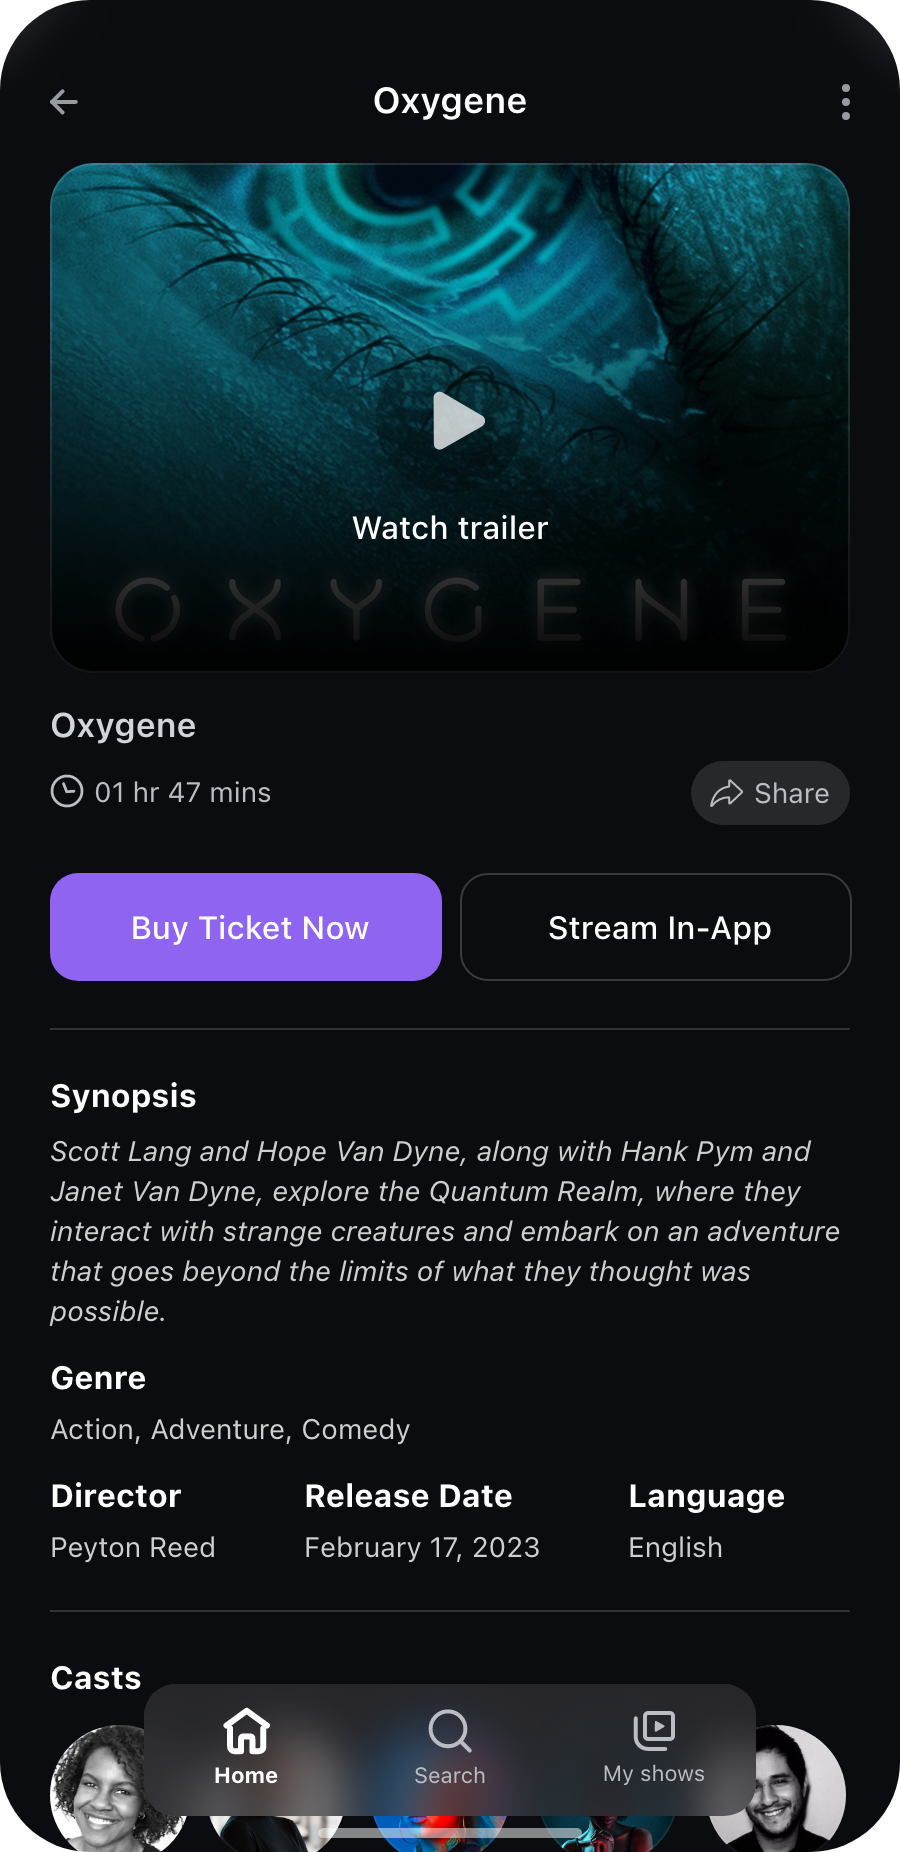 Oxygene
Watch trailer
OXYGENE
Oxygene
01 hr 47 mins
Share
Buy Ticket Now
Stream In-App
Synopsis
Scott Lang and Hope Van Dyne, along with Hank Pym and
Janet Van Dyne, explore the Quantum Realm, where they
interact with strange creatures and embark on an adventure
that goes beyond the limits of what they thought was
possible.
Genre
Action, Adventure, Comedy
Director
Peyton Reed
Release Date
February 17, 2023
Language
English
Casts
Home
Search
My shows